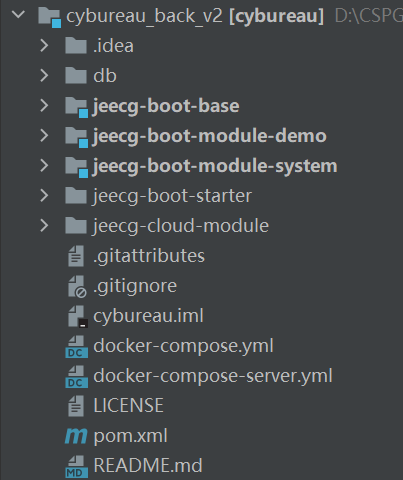 cybureau_back_v2 [cybureau] D:\CSPG
.idea
db
jeecg-boot-base
jeecg-boot-module-demo
jeecg-boot-module-system
jeecg-boot-starter
jeecg-cloud-module
.gitattributes
.gitignore
cybureau.iml
DC docker-compose.yml
DC docker-compose-server.yml
LICENSE
m pom.xml
MD README.md